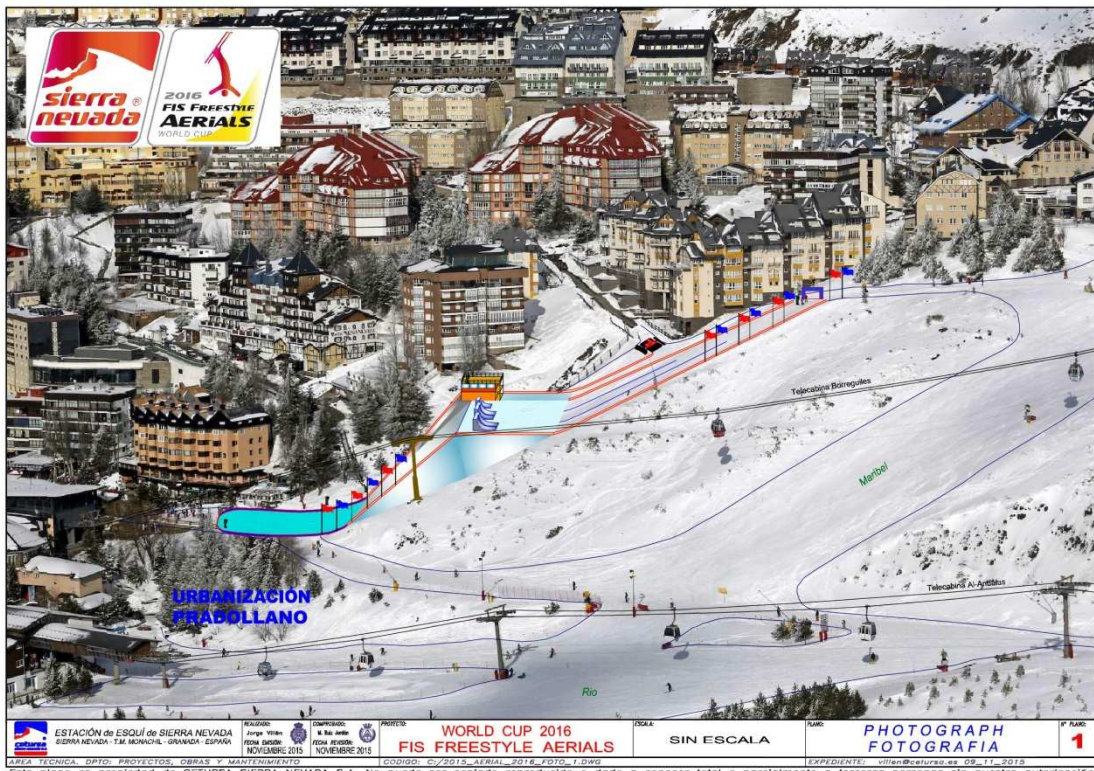 sierra ®
nevada
2016
FIS FREESTYLE
AERIALS
WORLD CUP
Telecabina Borreguiles
Maribel
Telecabina Al-Andalus
URBANIZACIÓN
PRADOLLANO
Rio
cetursa
ESTACIÓN de ESQUÍ de SIERRA NEVADA
SIERRA NEVADA - T.M. MONACHIL - GRANADA - ESPAÑA
REALIZADO:
Jorge Villén
FECHA EMISIÓN:
NOVIEMBRE 2015
COMPROBADO:
FECHA REVISIÓN:
NOVIEMBRE 2015
PROYECTO:
WORLD CUP 2016
FIS FREESTYLE AERIALS
ESCALA:
SIN ESCALA
PLANO:
PHOTOGRAPH
FOTOGRAFIA
Nº PLANO:
1
AREA TECNICA. DPTO: PROYECTOS, OBRAS Y MANTENIMIENTO
CODIGO: C:/2015_AERIAL_2016_FOTO_1.DWG
EXPEDIENTE: villen@cetursa.es 09_11_2015